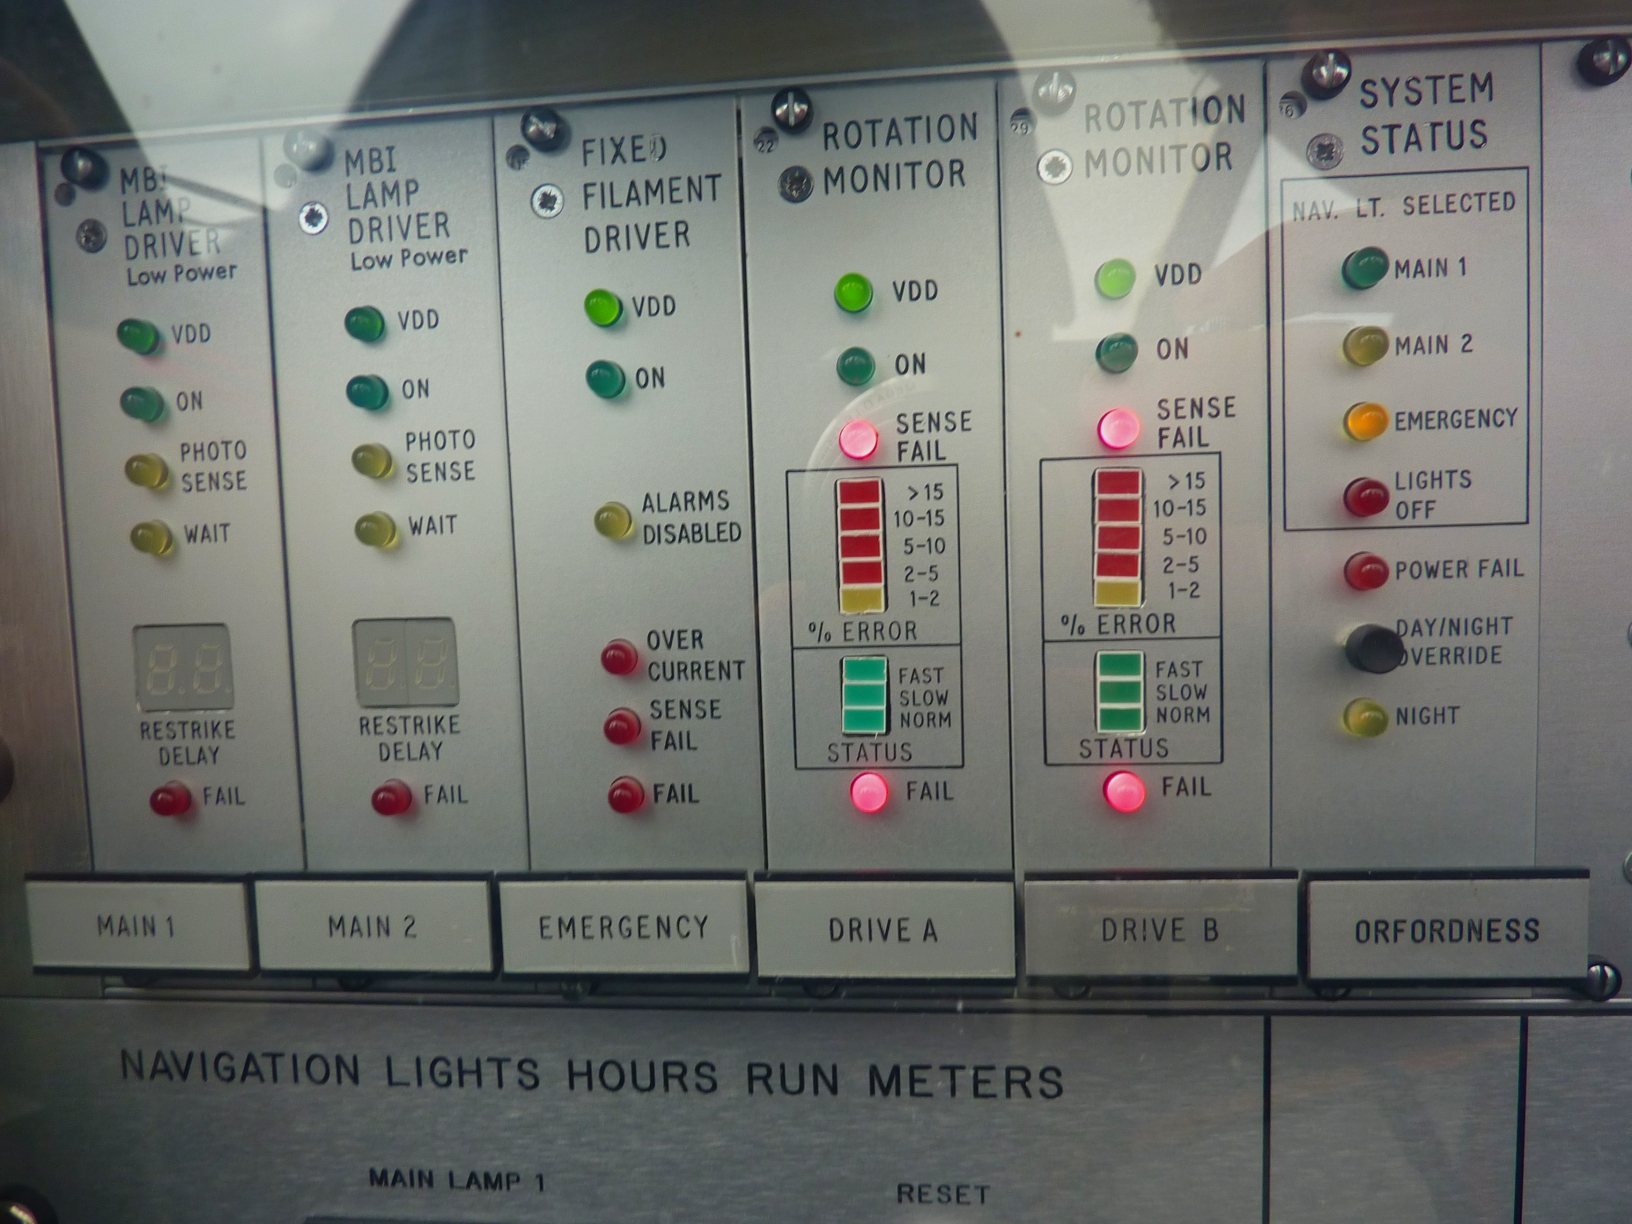 MBI
LAMP
DRIVER
Low Power
VDD
ON
PHOTO
SENSE
WAIT
RESTRIKE
DELAY
FAIL
MAIN 1
MBI
LAMP
DRIVER
Low Power
VDD
ON
PHOTO
SENSE
WAIT
RESTRIKE
DELAY
FAIL
MAIN 2
FIXED
FILAMENT
DRIVER
VDD
ON
ALARMS
DISABLED
OVER
CURRENT
SENSE
FAIL
FAIL
EMERGENCY
22
ROTATION
MONITOR
VDD
ON
SENSE
FAIL
>15
10-15
5-10
2-5
1-2
% ERROR
FAST
SLOW
NORM
STATUS
FAIL
DRIVE A
29
ROTATION
MONITOR
VDD
ON
SENSE
FAIL
>15
10-15
5-10
2-5
1-2
% ERROR
FAST
SLOW
NORM
STATUS
FAIL
DRIVE B
SYSTEM
STATUS
NAV. LT. SELECTED
MAIN 1
MAIN 2
EMERGENCY
LIGHTS
OFF
POWER FAIL
DAY/NIGHT
OVERRIDE
NIGHT
ORFORDNESS
NAVIGATION LIGHTS HOURS RUN METERS
MAIN LAMP 1
RESET